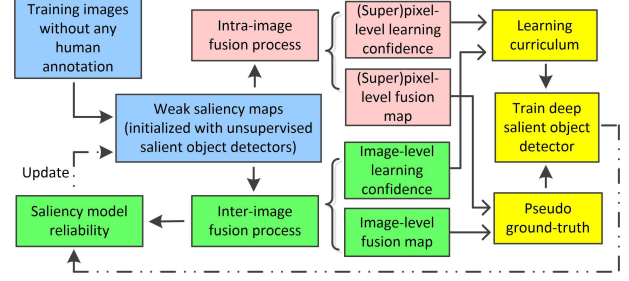 Training images
without any
human
annotation
Intra-image
fusion process
(Super)pixel-
level learning
confidence
Learning
curriculum
(Super)pixel-
level fusion
map
Weak saliency maps
(initialized with unsupervised
salient object detectors)
Train deep
salient object
detector
Image-level
learning
confidence
Update
Saliency model
reliability
Inter-image
fusion process
Image-level
fusion map
Pseudo
ground-truth